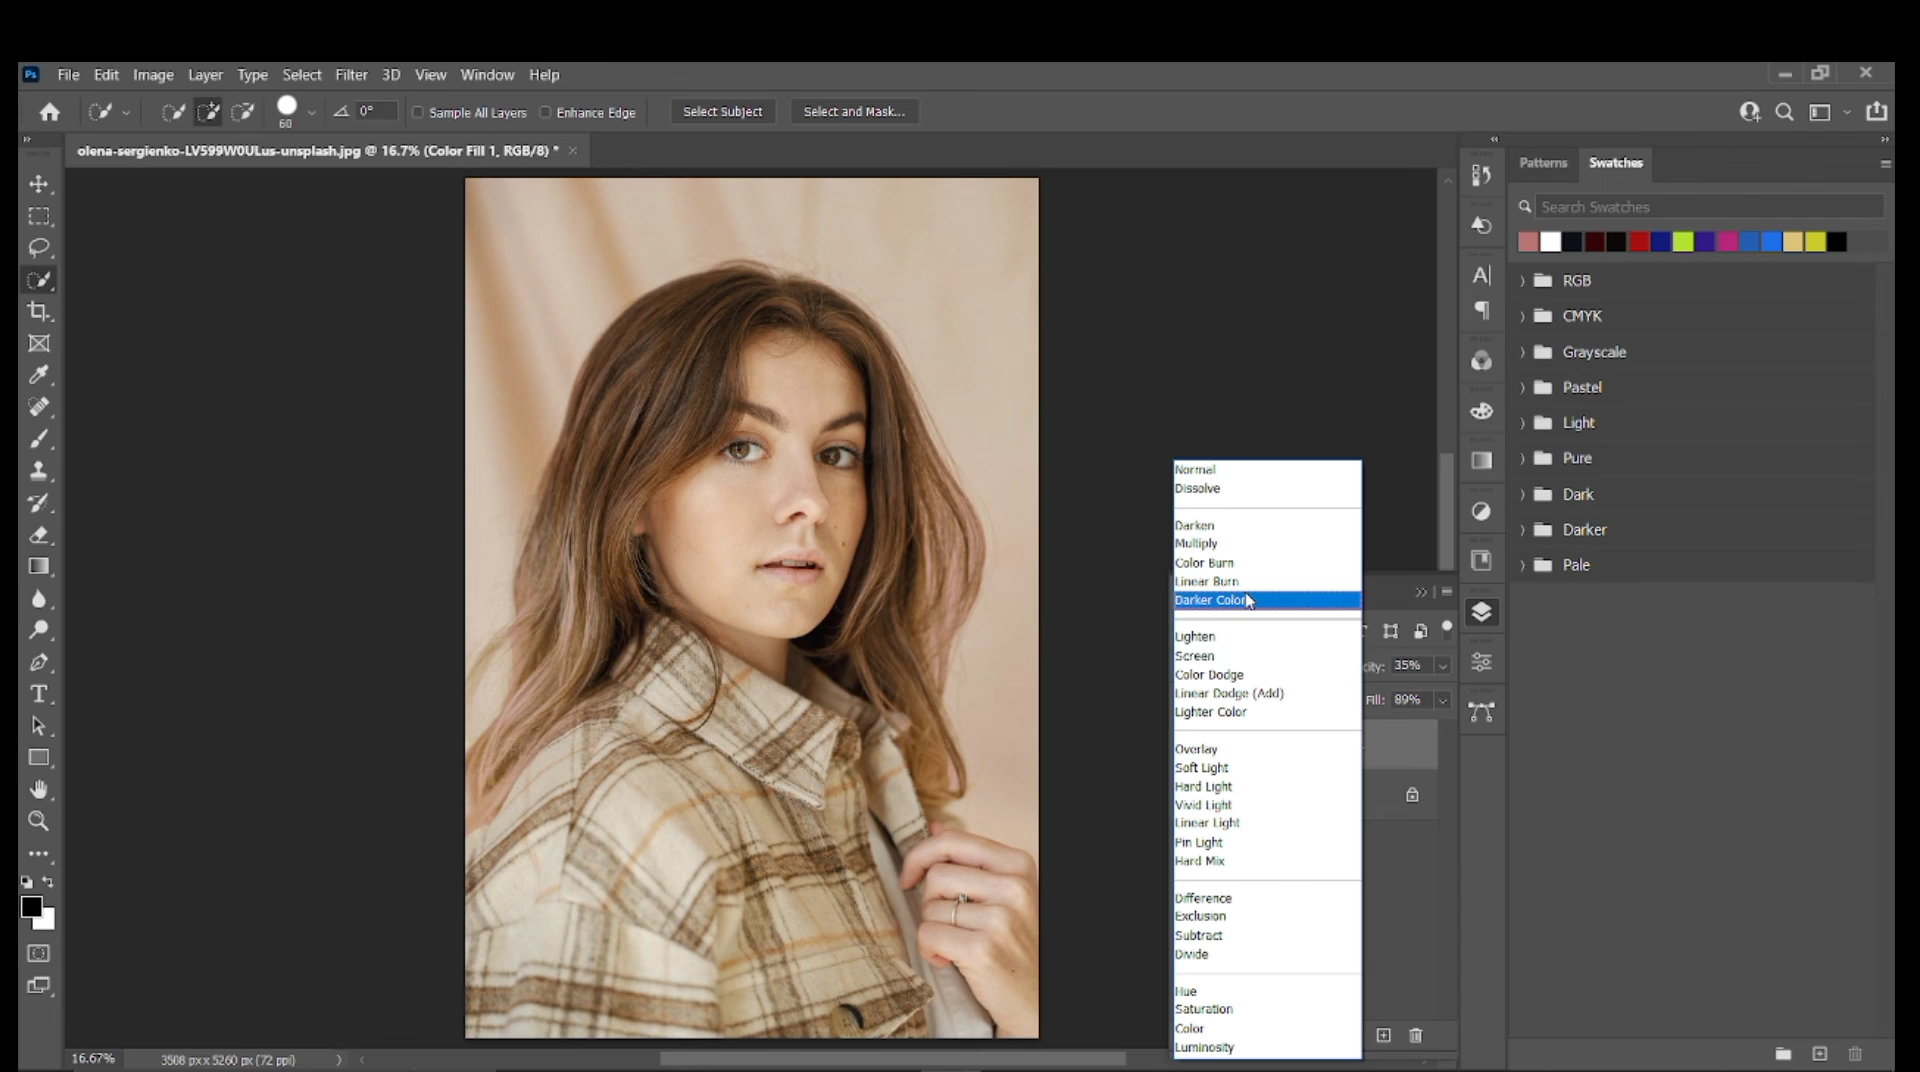 Ps File Edit Image Layer Type Select Filter 3D View Window Help
60 0° Sample All Layers Enhance Edge Select Subject Select and Mask...
olena-sergienko-LV599W0ULus-unsplash.jpg @ 16.7% (Color Fill 1, RGB/8) *
Patterns Swatches
Search Swatches
RGB
CMYK
Grayscale
Pastel
Light
Pure
Dark
Darker
Pale
Normal
Dissolve
Darken
Multiply
Color Burn
Linear Burn
Darker Color
Lighten
Screen
Color Dodge
Linear Dodge (Add)
Lighter Color
Overlay
Soft Light
Hard Light
Vivid Light
Linear Light
Pin Light
Hard Mix
Difference
Exclusion
Subtract
Divide
Hue
Saturation
Color
Luminosity
city: 35%
Fill: 89%
16.67% 3508 px x 5260 px (72 ppi)